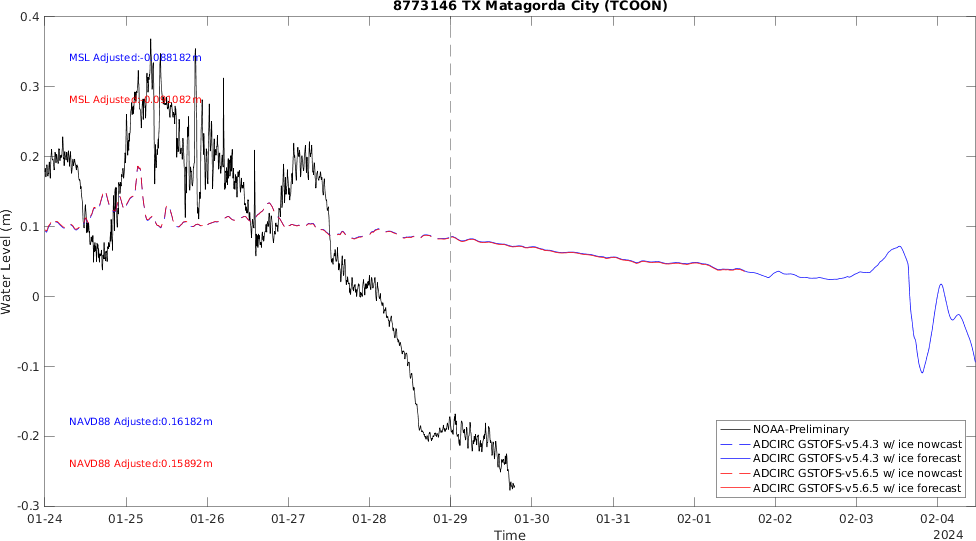 8773146 TX Matagorda City (TCOON)
Water Level (m)
0.4
0.3
0.2
0.1
0
-0.1
-0.2
-0.3
MSL Adjusted:-0.088182m
MSL Adjusted:-0.091082m
NAVD88 Adjusted:0.16182m
NAVD88 Adjusted:0.15892m
NOAA-Preliminary
ADCIRC GSTOFS-v5.4.3 w/ ice nowcast
ADCIRC GSTOFS-v5.4.3 w/ ice forecast
ADCIRC GSTOFS-v5.6.5 w/ ice nowcast
ADCIRC GSTOFS-v5.6.5 w/ ice forecast
01-24 01-25 01-26 01-27 01-28 01-29 01-30 01-31 02-01 02-02 02-03 02-04
Time
2024